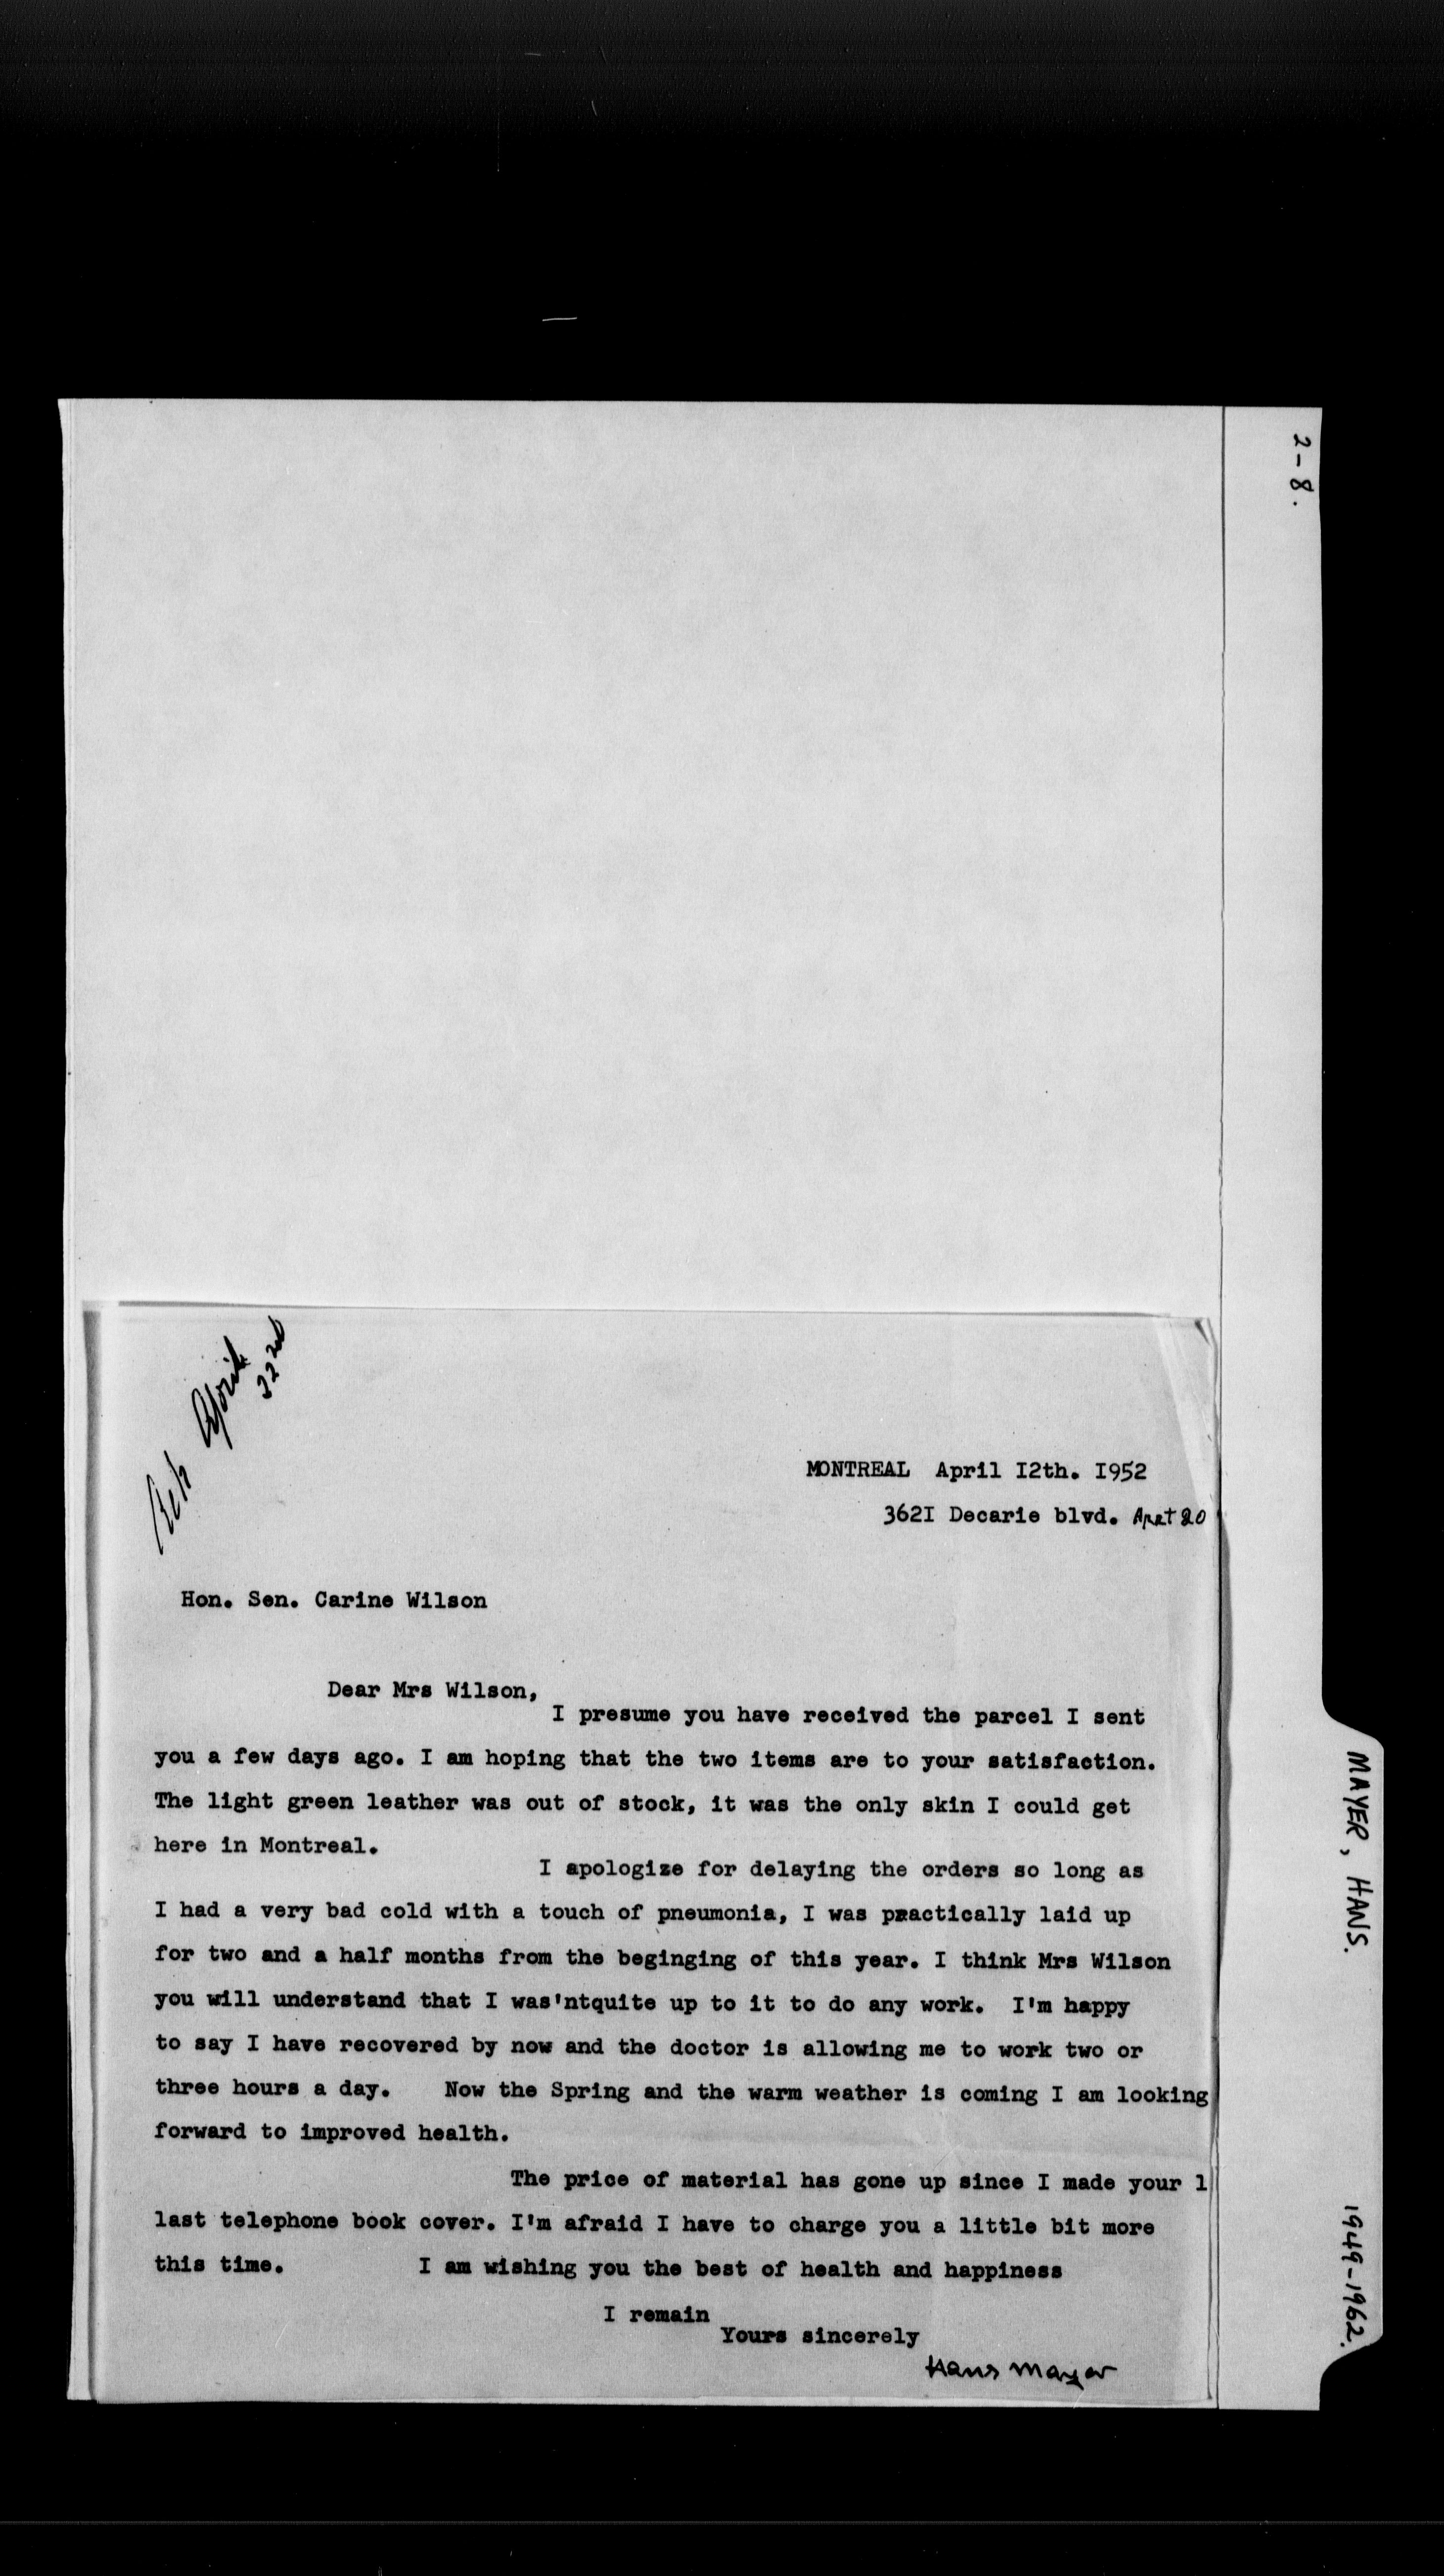 2-8.
MAYER, HANS.
1949-1962.
April
22nd
MONTREAL April I2th. I952
362I Decarie blvd. Apt 20
Hon. Sen. Carine Wilson
Dear Mrs Wilson,
I presume you have received the parcel I sent
you a few days ago. I am hoping that the two items are to your satisfaction.
The light green leather was out of stock, it was the only skin I could get
here in Montreal.
I apologize for delaying the orders so long as
I had a very bad cold with a touch of pneumonia, I was practically laid up
for two and a half months from the beginging of this year. I think Mrs Wilson
you will understand that I was'ntquite up to it to do any work. I'm happy
to say I have recovered by now and the doctor is allowing me to work two or
three hours a day. Now the Spring and the warm weather is coming I am looking
forward to improved health.
The price of material has gone up since I made your l
last telephone book cover. I'm afraid I have to charge you a little bit more
this time. I am wishing you the best of health and happiness
I remain
Yours sincerely
Hans Mayer